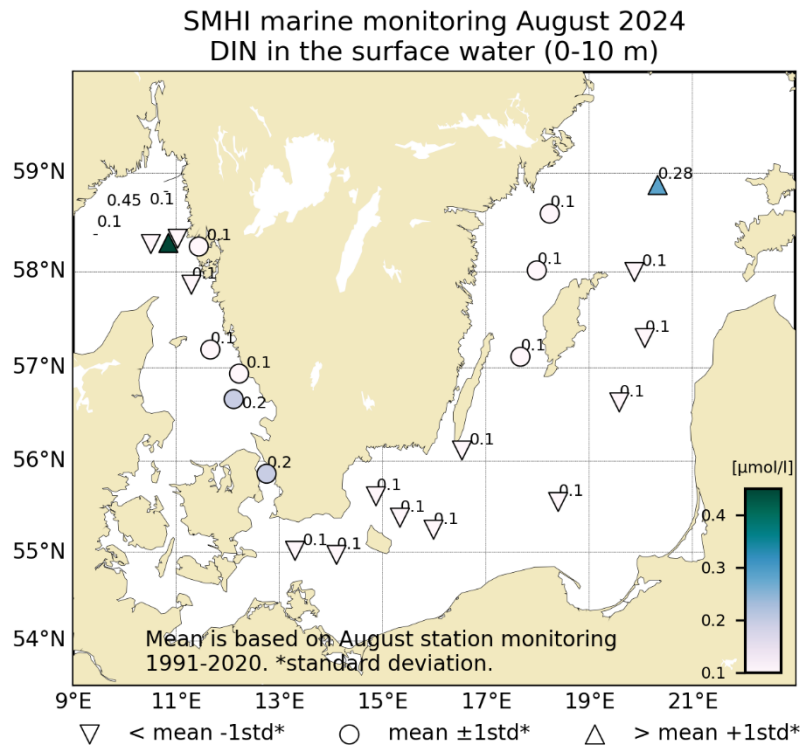 SMHI marine monitoring August 2024
DIN in the surface water (0-10 m)
59°N
58°N
57°N
56°N
55°N
54°N
0.28
0.45 0.1
0.1
0.1
0.1
0.1
0.1
0.1
0.1
0.1
0.1
0.1
0.1
0.2
0.1
0.1
0.2
0.1
0.1
0.1
0.1
0.1
0.1
[µmol/l]
0.4
0.3
0.2
0.1
Mean is based on August station monitoring
1991-2020. *standard deviation.
9°E 11°E 13°E 15°E 17°E 19°E 21°E
< mean -1std* mean ±1std* > mean +1std*